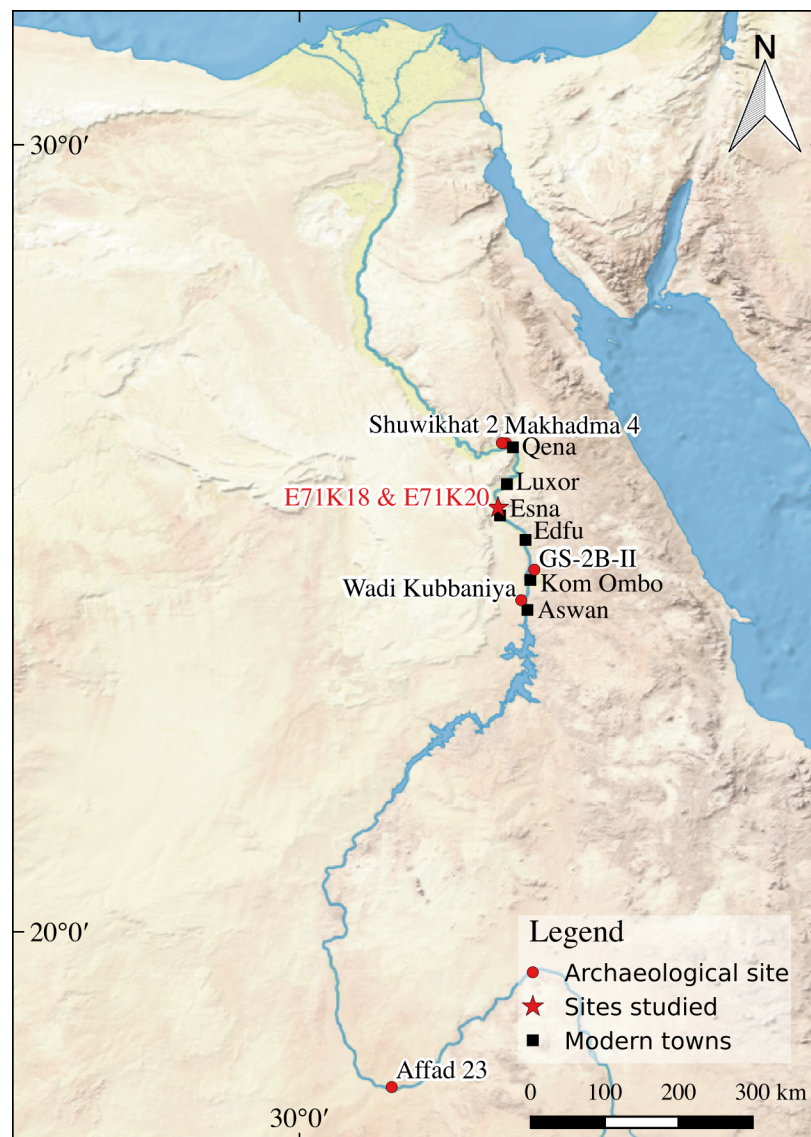 N
30°0′
Shuwikhat 2 Makhadma 4
Qena
Luxor
E71K18 & E71K20
Esna
Edfu
GS-2B-II
Kom Ombo
Wadi Kubbaniya
Aswan
20°0′
Legend
Archaeological site
Sites studied
Modern towns
Affad 23
0 100 200 300 km
30°0′